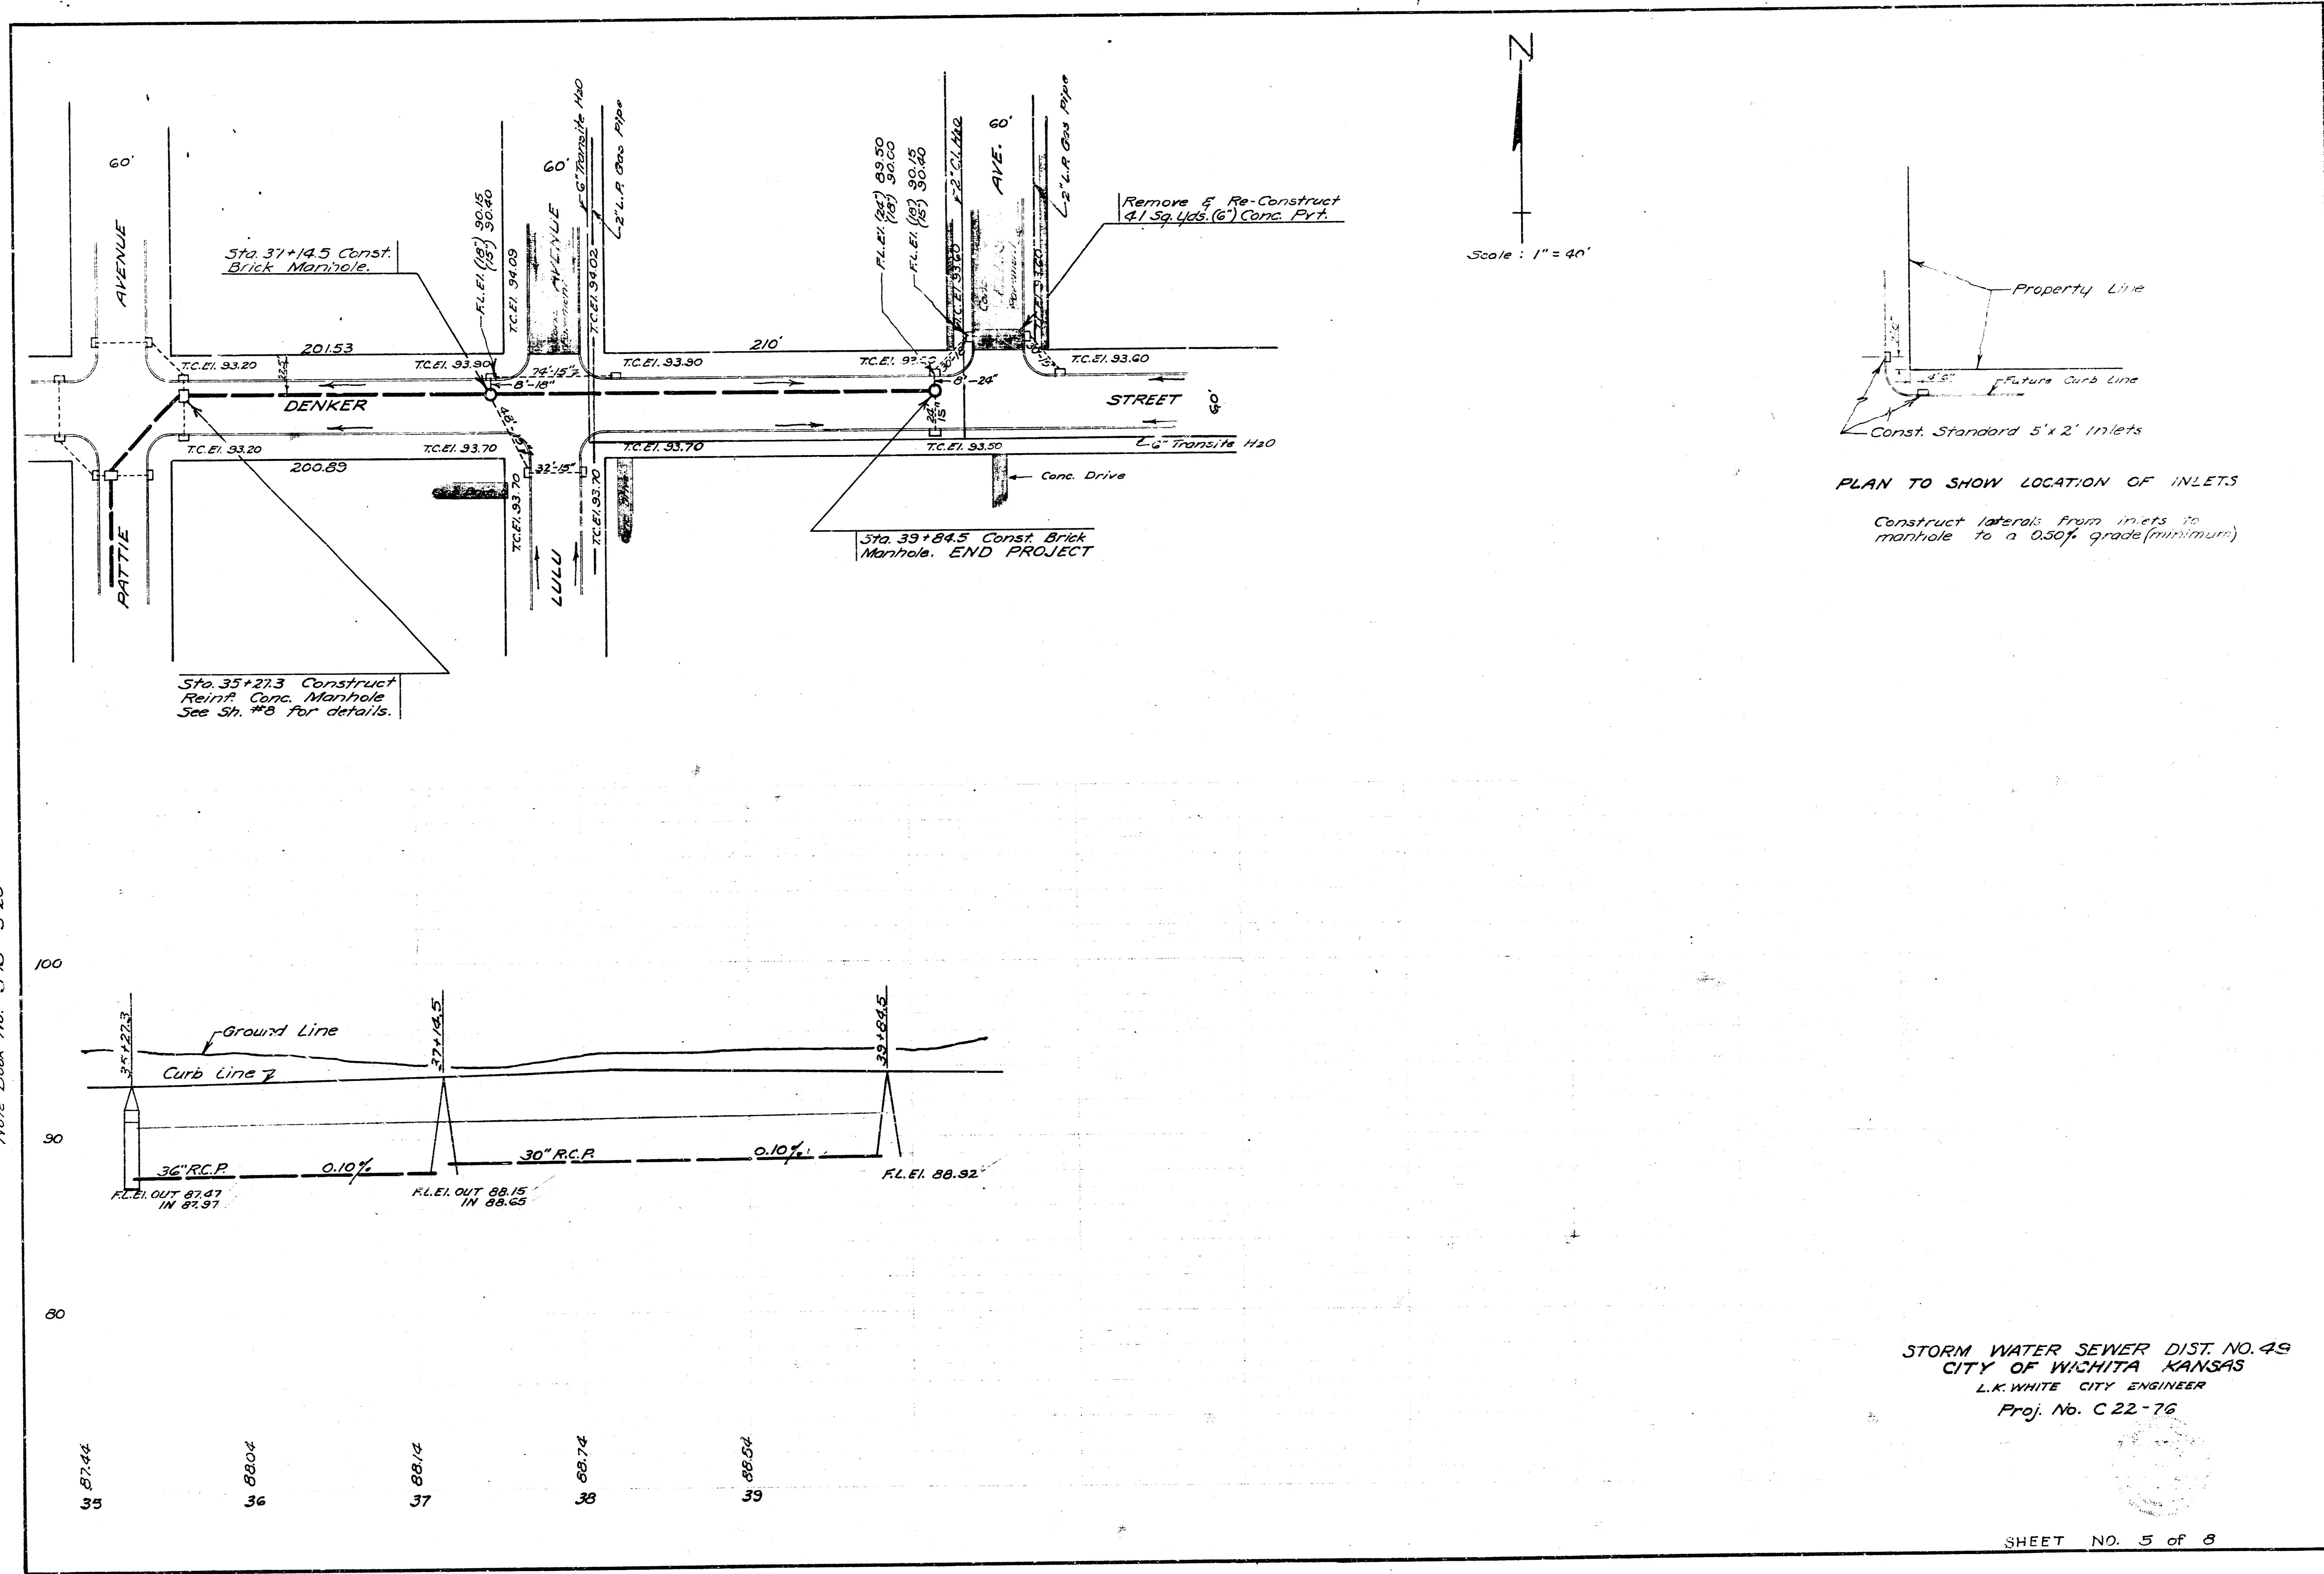 60'
AVENUE
Sta. 37+14.5 Const.
Brick Manhole.
F.L.El. (18") 90.15
(15") 90.40
T.C.El. 94.09
60'
AVENUE
6" Transite H2O
2" L.P. Gas Pipe
T.C.El. 94.02
F.L.El. (24") 89.50
(18") 90.00
F.L.El. (18") 90.15
(15") 90.40
2" C.I. H2O
T.C.El. 93.60
60'
AVE.
2" L.P. Gas Pipe
T.C.El. 93.60
Remove & Re-Construct
41 Sq. Yds. (6") Conc. Pvt.
N
Scale : 1" = 40'
Property Line
4'6"
Future Curb Line
Const. Standard 5' x 2' Inlets
PLAN TO SHOW LOCATION OF INLETS
Construct laterals from inlets to
manhole to a 0.50% grade (minimum)
201.53
T.C.El. 93.20
T.C.El. 93.90
74'-15"
8'-18"
T.C.El. 93.90
210'
T.C.El.
8'-24"
24'
15"
T.C.El. 93.60
DENKER
STREET
60'
T.C.El. 93.20
200.89
T.C.El. 93.70
32'-15"
T.C.El. 93.70
T.C.El. 93.50
6" Transite H2O
T.C.El. 93.70
T.C.El. 93.70
Conc. Drive
PATTIE
LULU
Sta. 39+84.5 Const. Brick
Manhole. END PROJECT
Sta. 35+27.3 Construct
Reinf. Conc. Manhole
See Sh. #8 for details.
100
90
80
35+27.3
Ground Line
Curb Line
37+14.5
39+84.5
36" R.C.P.
0.10%
30" R.C.P.
0.10%
F.L.El. OUT 87.47
IN 87.97
F.L.El. OUT 88.15
IN 88.65
F.L.El. 88.92
87.44
88.04
88.14
88.74
88.84
35
36
37
38
39
STORM WATER SEWER DIST. NO. 49
CITY OF WICHITA KANSAS
L.K. WHITE CITY ENGINEER
Proj. No. C 22-76
SHEET NO. 5 of 8